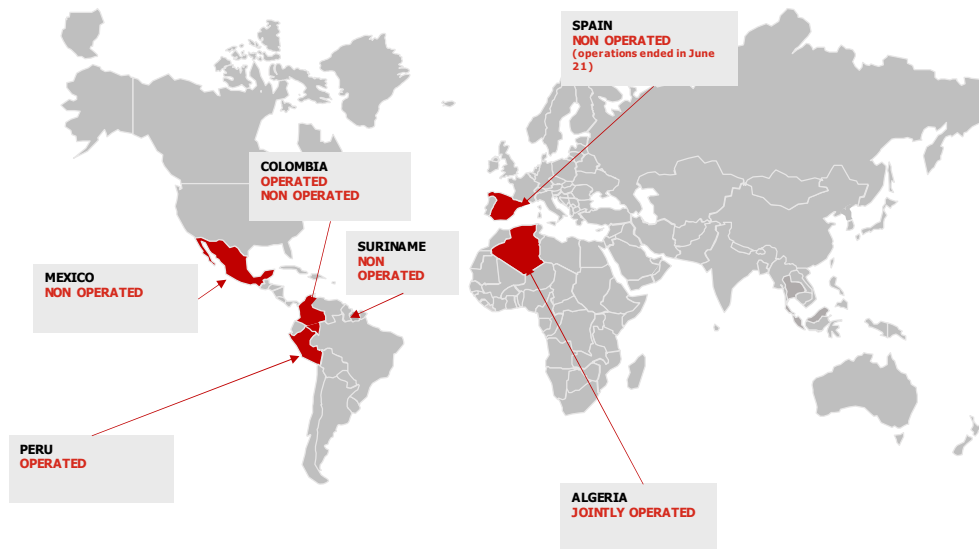 SPAIN
NON OPERATED
(operations ended in June
21)
COLOMBIA
OPERATED
NON OPERATED
SURINAME
NON
OPERATED
MEXICO
NON OPERATED
PERU
OPERATED
ALGERIA
JOINTLY OPERATED